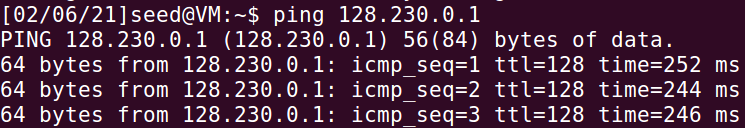 [02/06/21]seed@VM:~$ ping 128.230.0.1
PING 128.230.0.1 (128.230.0.1) 56(84) bytes of data.
64 bytes from 128.230.0.1: icmp_seq=1 ttl=128 time=252 ms
64 bytes from 128.230.0.1: icmp_seq=2 ttl=128 time=244 ms
64 bytes from 128.230.0.1: icmp_seq=3 ttl=128 time=246 ms